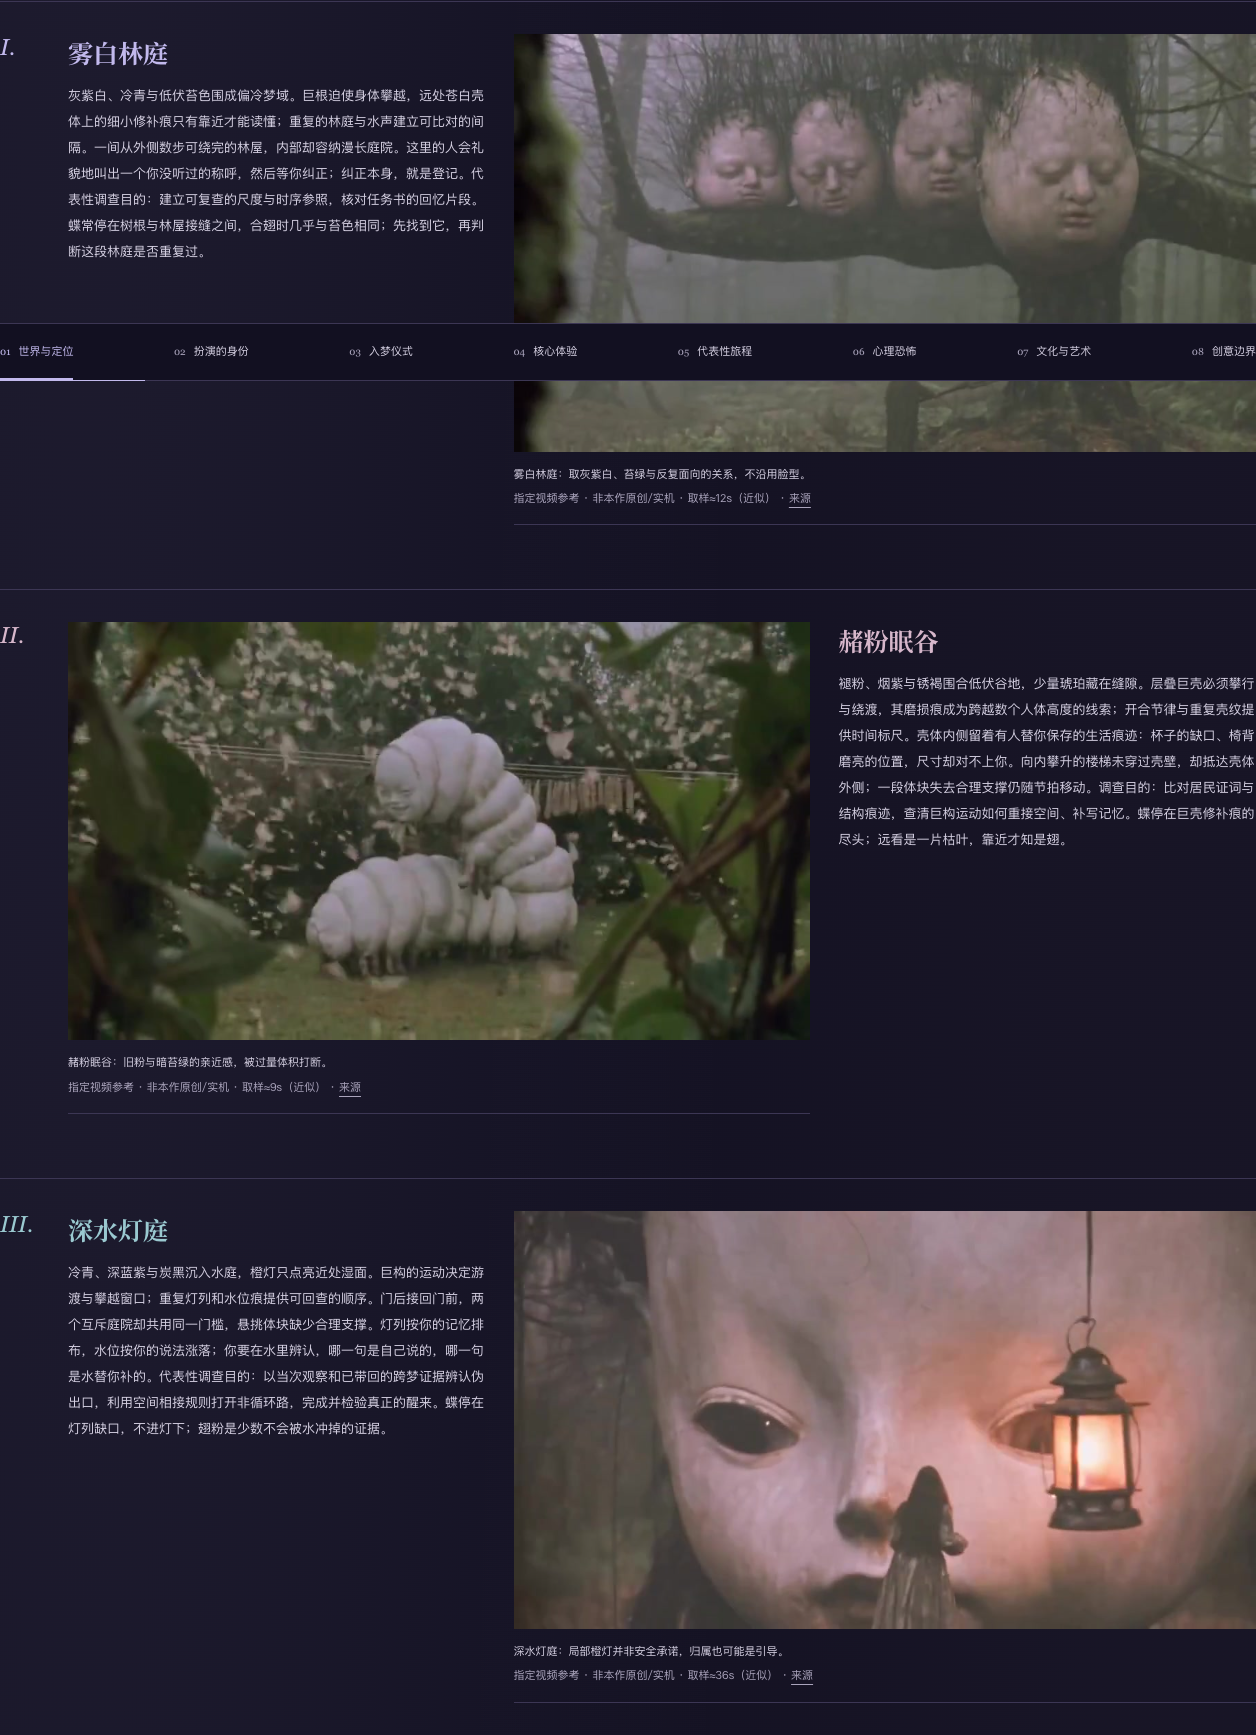 I.
雾白林庭
灰紫白、冷青与低伏苔色围成偏冷梦域。巨根迫使身体攀越，远处苍白壳
体上的细小修补痕只有靠近才能读懂；重复的林庭与水声建立可比对的间
隔。一间从外侧数步可绕完的林屋，内部却容纳漫长庭院。这里的人会礼
貌地叫出一个你没听过的称呼，然后等你纠正；纠正本身，就是登记。代
表性调查目的：建立可复查的尺度与时序参照，核对任务书的回忆片段。
蝶常停在树根与林屋接缝之间，合翅时几乎与苔色相同；先找到它，再判
断这段林庭是否重复过。
01 世界与定位
02 扮演的身份
03 入梦仪式
04 核心体验
05 代表性旅程
06 心理恐怖
07 文化与艺术
08 创意边界
雾白林庭：取灰紫白、苔绿与反复面向的关系，不沿用脸型。
指定视频参考 · 非本作原创/实机 · 取样≈12s（近似） · 来源
II.
赭粉眠谷
褪粉、烟紫与锈褐围合低伏谷地，少量琥珀藏在缝隙。层叠巨壳必须攀行
与绕渡，其磨损痕成为跨越数个人体高度的线索；开合节律与重复壳纹提
供时间标尺。壳体内侧留着有人替你保存的生活痕迹：杯子的缺口、椅背
磨亮的位置，尺寸却对不上你。向内攀升的楼梯未穿过壳壁，却抵达壳体
外侧；一段体块失去合理支撑仍随节拍移动。调查目的：比对居民证词与
结构痕迹，查清巨构运动如何重接空间、补写记忆。蝶停在巨壳修补痕的
尽头；远看是一片枯叶，靠近才知是翅。
赭粉眠谷：旧粉与暗苔绿的亲近感，被过量体积打断。
指定视频参考 · 非本作原创/实机 · 取样≈9s（近似） · 来源
III.
深水灯庭
冷青、深蓝紫与炭黑沉入水庭，橙灯只点亮近处湿面。巨构的运动决定游
渡与攀越窗口；重复灯列和水位痕提供可回查的顺序。门后接回门前，两
个互斥庭院却共用同一门槛，悬挑体块缺少合理支撑。灯列按你的记忆排
布，水位按你的说法涨落；你要在水里辨认，哪一句是自己说的，哪一句
是水替你补的。代表性调查目的：以当次观察和已带回的跨梦证据辨认伪
出口，利用空间相接规则打开非循环路，完成并检验真正的醒来。蝶停在
灯列缺口，不进灯下；翅粉是少数不会被水冲掉的证据。
深水灯庭：局部橙灯并非安全承诺，归属也可能是引导。
指定视频参考 · 非本作原创/实机 · 取样≈36s（近似） · 来源